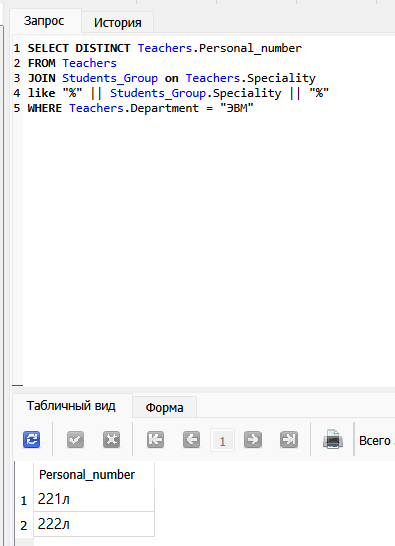 Запрос История
1 SELECT DISTINCT Teachers.Personal_number
2 FROM Teachers
3 JOIN Students_Group on Teachers.Speciality
4 like "%" || Students_Group.Speciality || "%"
5 WHERE Teachers.Department = "ЭВМ"
Табличный вид Форма
1 Всего
Personal_number
1 221л
2 222л